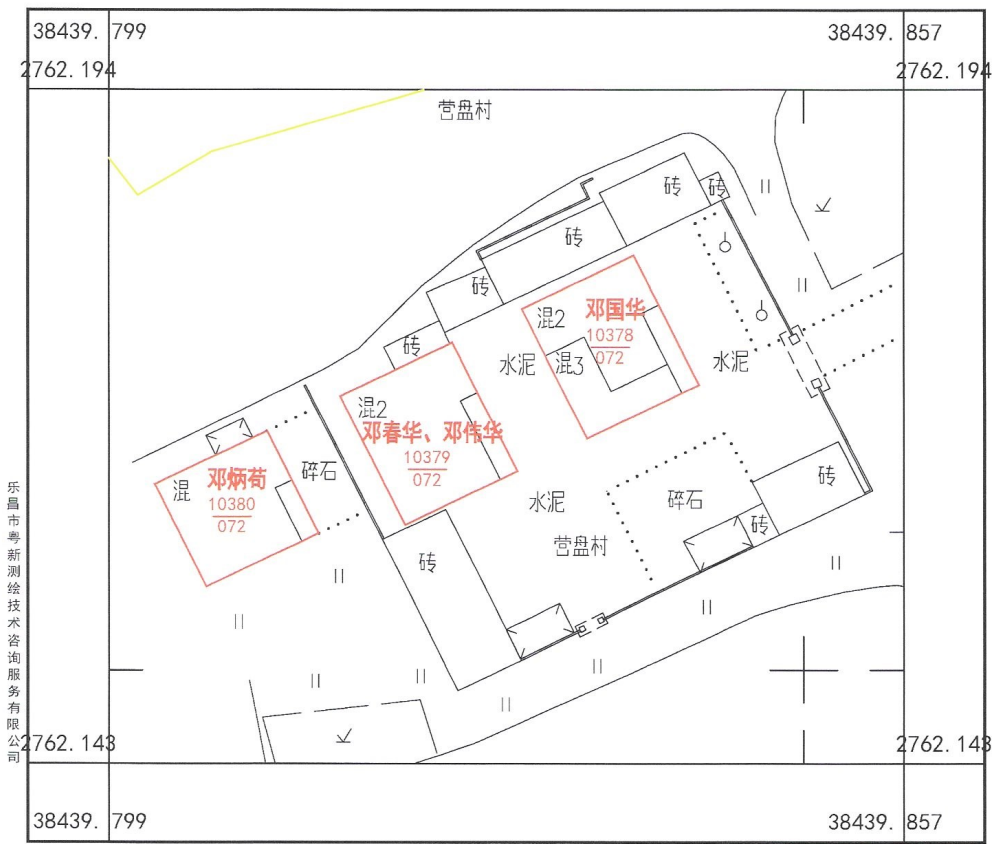 38439. 799
38439. 857
2762. 194
2762. 194
营盘村
砖
砖
砖
砖
砖
混2
邓国华
10378
072
混3
水泥
水泥
混2
邓春华、邓伟华
10379
072
混
邓炳荀
10380
072
碎石
水泥
碎石
砖
砖
营盘村
砖
乐昌市粤新测绘技术咨询服务有限公司
2762. 143
2762. 143
38439. 799
38439. 857